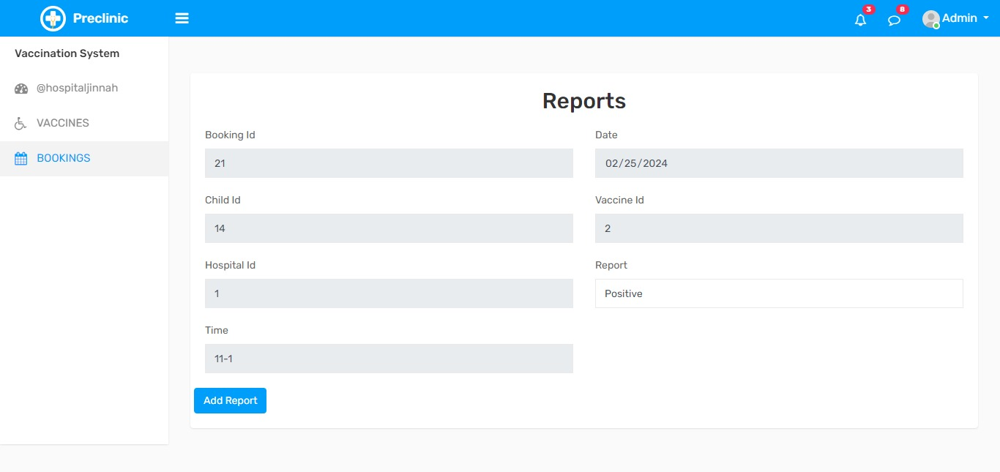 Preclinic
3
8
Admin
Vaccination System
@hospitaljinnah
VACCINES
BOOKINGS
Reports
Booking Id
Date
21
02/25/2024
Child Id
Vaccine Id
14
2
Hospital Id
Report
1
Positive
Time
11-1
Add Report